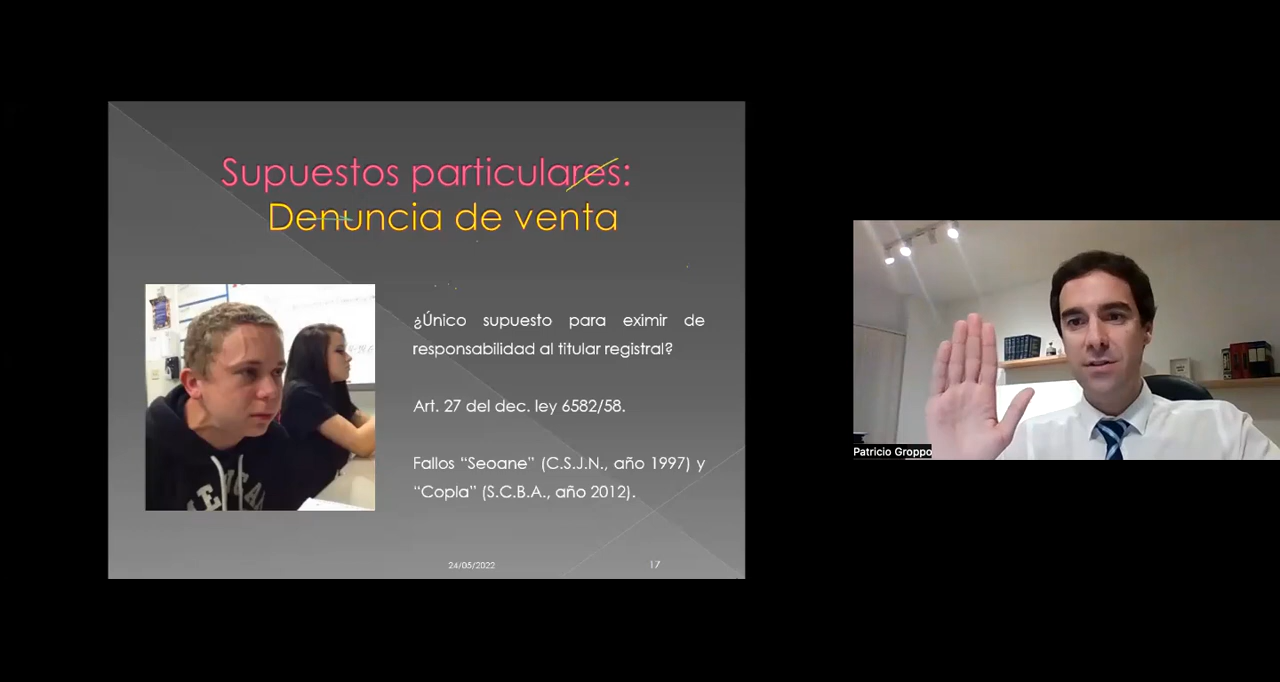 Supuestos particulares:
Denuncia de venta
¿Único supuesto para eximir de
responsabilidad al titular registral?
Art. 27 del dec. ley 6582/58.
Fallos “Seoane” (C.S.J.N., año 1997) y
“Copla” (S.C.B.A., año 2012).
24/05/2022
17
Patricio Groppo